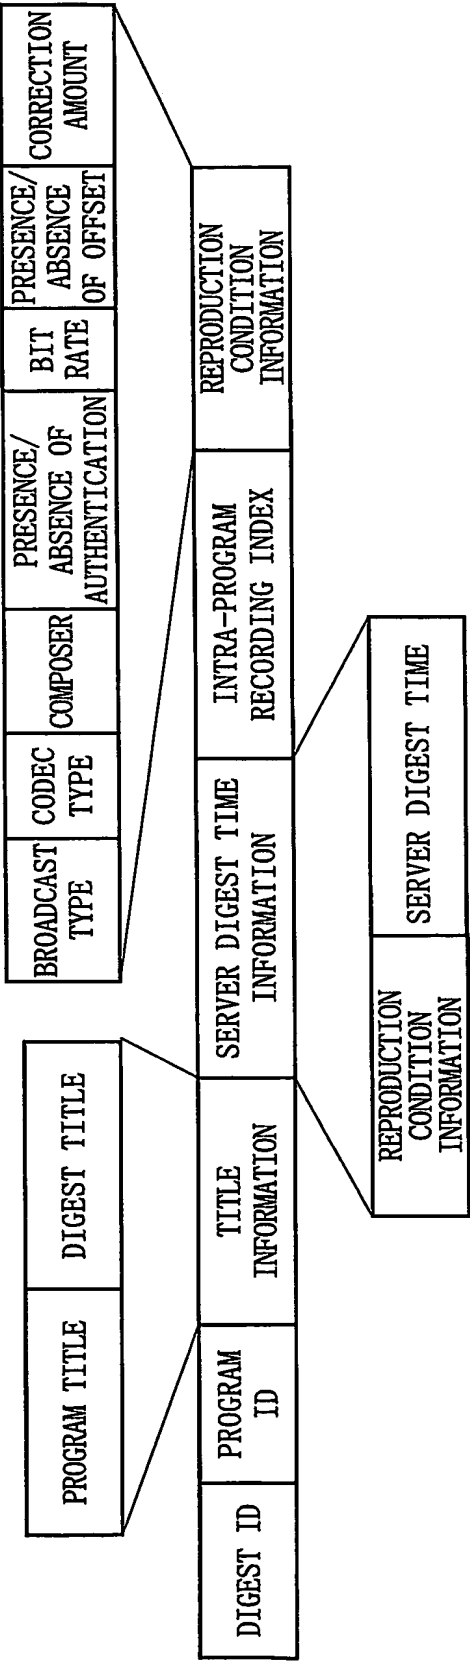 PROGRAM TITLE
DIGEST TITLE
BROADCAST
TYPE
CODEC
TYPE
COMPOSER
PRESENCE/
ABSENCE OF
AUTHENTICATION
BIT
RATE
PRESENCE/
ABSENCE
OF OFFSET
CORRECTION
AMOUNT
DIGEST ID
PROGRAM
ID
TITLE
INFORMATION
SERVER DIGEST TIME
INFORMATION
INTRA-PROGRAM
RECORDING INDEX
REPRODUCTION
CONDITION
INFORMATION
REPRODUCTION
CONDITION
INFORMATION
SERVER DIGEST TIME